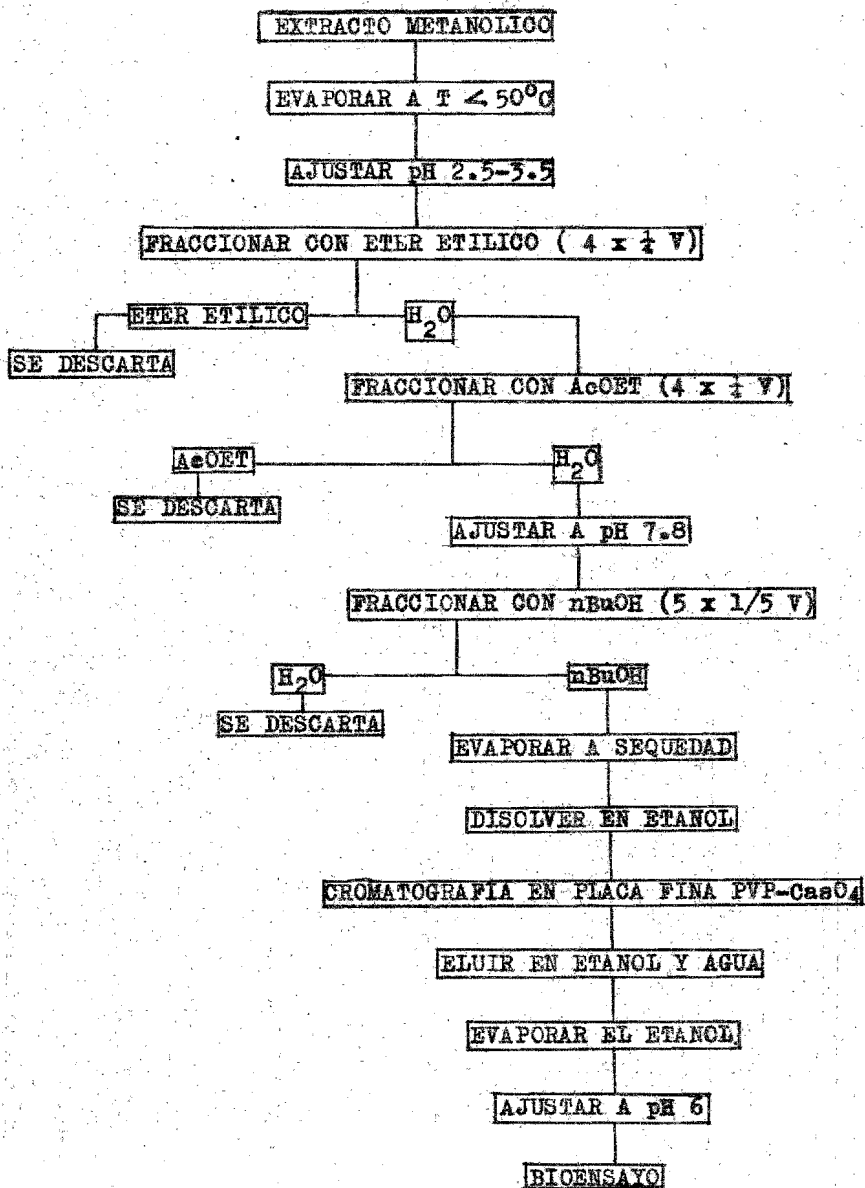 EXTRACTO METANOLICO
EVAPORAR A T < 50°C
AJUSTAR pH 2.5-3.5
FRACCIONAR CON ETER ETILICO ( 4 x ¼ V)
ETER ETILICO
H2O
SE DESCARTA
FRACCIONAR CON AcOET (4 x ¼ V)
AcOET
H2O
SE DESCARTA
AJUSTAR A pH 7.8
FRACCIONAR CON nBuOH (5 x 1/5 V)
H2O
nBuOH
SE DESCARTA
EVAPORAR A SEQUEDAD
DISOLVER EN ETANOL
CROMATOGRAFIA EN PLACA FINA PVP-CasO4
ELUIR EN ETANOL Y AGUA
EVAPORAR EL ETANOL
AJUSTAR A pH 6
BIOENSAYO